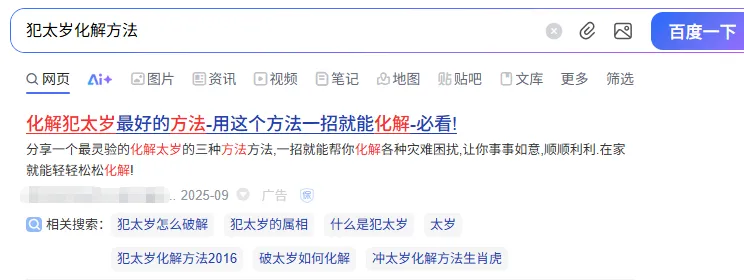 犯太岁化解方法
百度一下
网页 Ai+ 图片 资讯 视频 笔记 地图 贴吧 文库 更多 筛选
化解犯太岁最好的方法-用这个方法一招就能化解-必看!
分享一个最灵验的化解太岁的三种方法方法,一招就能帮你化解各种灾难困扰,让你事事如意,顺顺利利.在家
就能轻轻松松化解!
.. 2025-09 广告 保
相关搜索: 犯太岁怎么破解 犯太岁的属相 什么是犯太岁 太岁
犯太岁化解方法2016 破太岁如何化解 冲太岁化解方法生肖虎